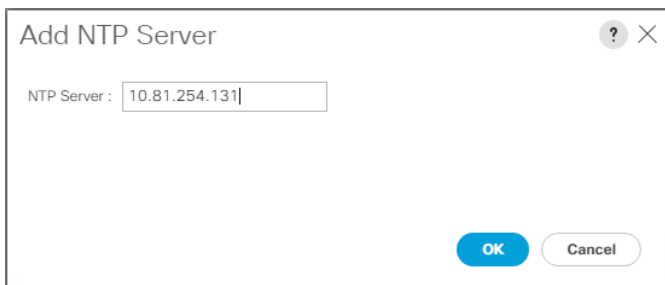 Add NTP Server
?
NTP Server : 10.81.254.131
OK Cancel